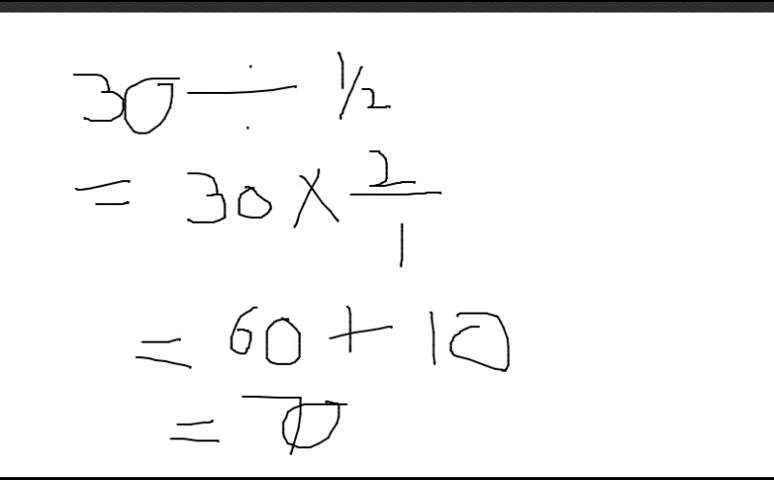 30 ÷ 1/2
= 30 × 2/1
= 60 + 10
= 70